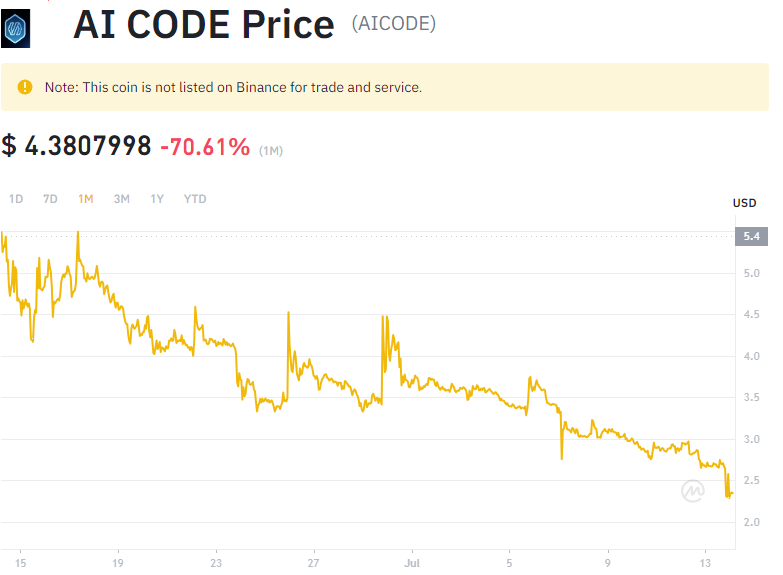 AI CODE Price (AICODE)
Note: This coin is not listed on Binance for trade and service.
$ 4.3807998 -70.61% (1M)
1D 7D 1M 3M 1Y YTD
USD
5.4
5.0
4.5
4.0
3.5
3.0
2.5
2.0
15 19 23 27 Jul 5 9 13